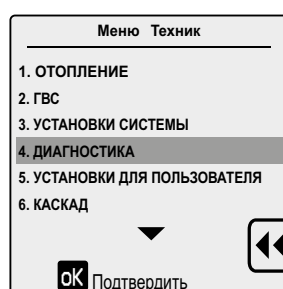 Меню Техник
1. ОТОПЛЕНИЕ
2. ГВС
3. УСТАНОВКИ СИСТЕМЫ
4. ДИАГНОСТИКА
5. УСТАНОВКИ ДЛЯ ПОЛЬЗОВАТЕЛЯ
6. КАСКАД
oK Подтвердить